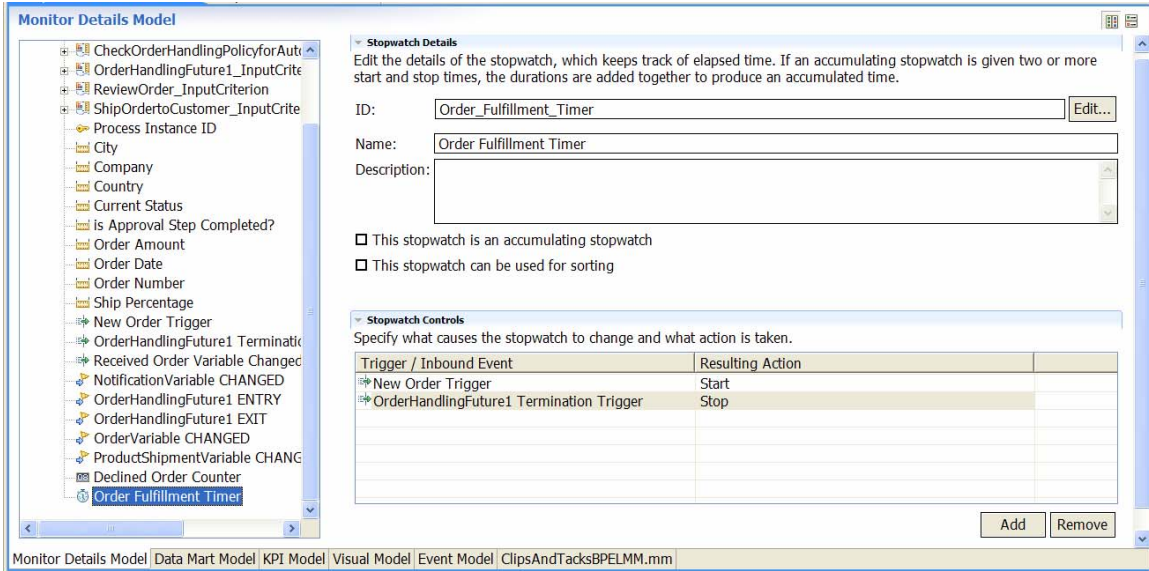 Monitor Details Model
CheckOrderHandlingPolicyforAuto
OrderHandlingFuture1_InputCrite
ReviewOrder_InputCriterion
ShipOrdertoCustomer_InputCrite
Process Instance ID
City
Company
Country
Current Status
is Approval Step Completed?
Order Amount
Order Date
Order Number
Ship Percentage
New Order Trigger
OrderHandlingFuture1 Terminatio
Received Order Variable Changed
NotificationVariable CHANGED
OrderHandlingFuture1 ENTRY
OrderHandlingFuture1 EXIT
OrderVariable CHANGED
ProductShipmentVariable CHANG
Declined Order Counter
Order Fulfillment Timer
Stopwatch Details
Edit the details of the stopwatch, which keeps track of elapsed time. If an accumulating stopwatch is given two or more
start and stop times, the durations are added together to produce an accumulated time.
ID: Order_Fulfillment_Timer Edit...
Name: Order Fulfillment Timer
Description:
This stopwatch is an accumulating stopwatch
This stopwatch can be used for sorting
Stopwatch Controls
Specify what causes the stopwatch to change and what action is taken.
Trigger / Inbound Event Resulting Action
New Order Trigger Start
OrderHandlingFuture1 Termination Trigger Stop
Add Remove
Monitor Details Model Data Mart Model KPI Model Visual Model Event Model ClipsAndTacksBPELMM.mm